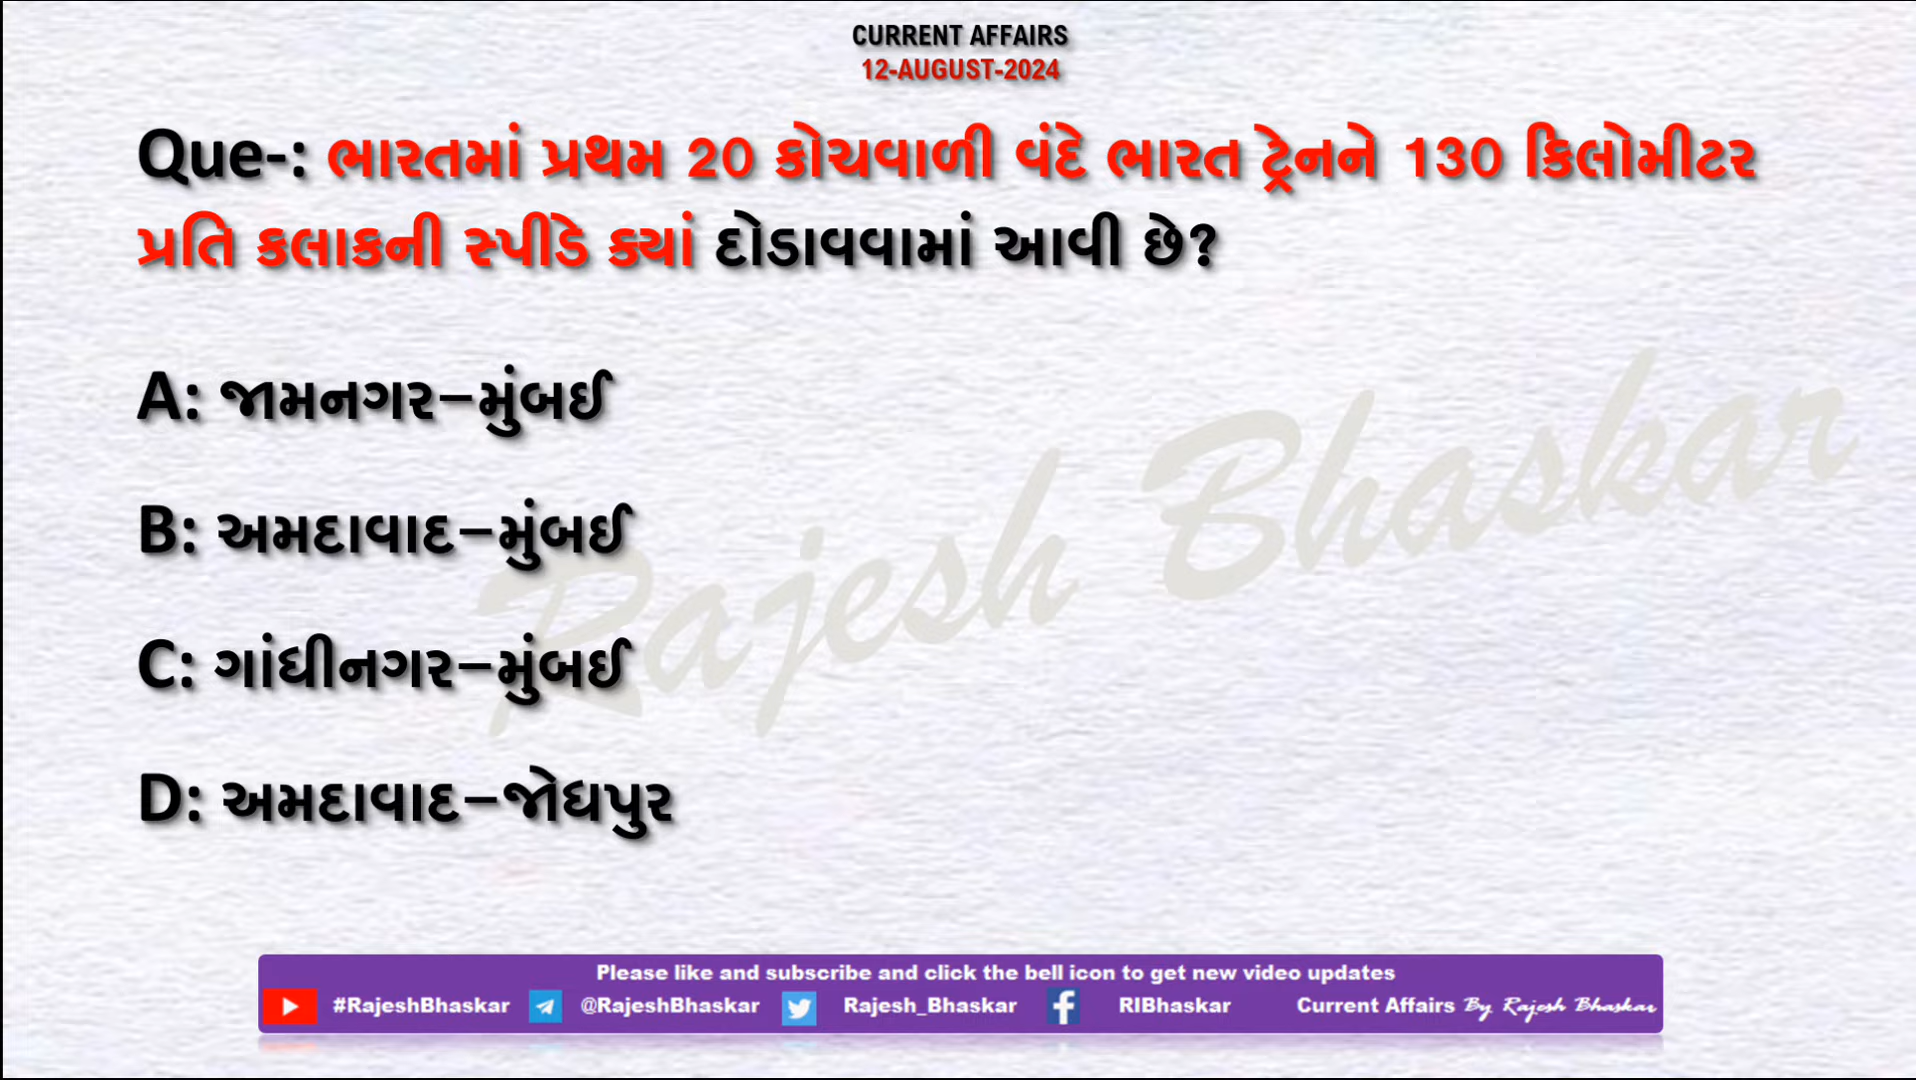 CURRENT AFFAIRS
12-AUGUST-2024
Que-: ભારતમાં પ્રથમ 20 કોચવાળી વંદે ભારત ટ્રેનને 130 કિલોમીટર
પ્રતિ કલાકની સ્પીડે ક્યાં દોડાવવામાં આવી છે?
A: જામનગર–મુંબઈ
B: અમદાવાદ–મુંબઈ
C: ગાંધીનગર–મુંબઈ
D: અમદાવાદ–જોધપુર
Rajesh Bhaskar
Please like and subscribe and click the bell icon to get new video updates
#RajeshBhaskar @RajeshBhaskar Rajesh_Bhaskar RIBhaskar Current Affairs By Rajesh Bhaskar